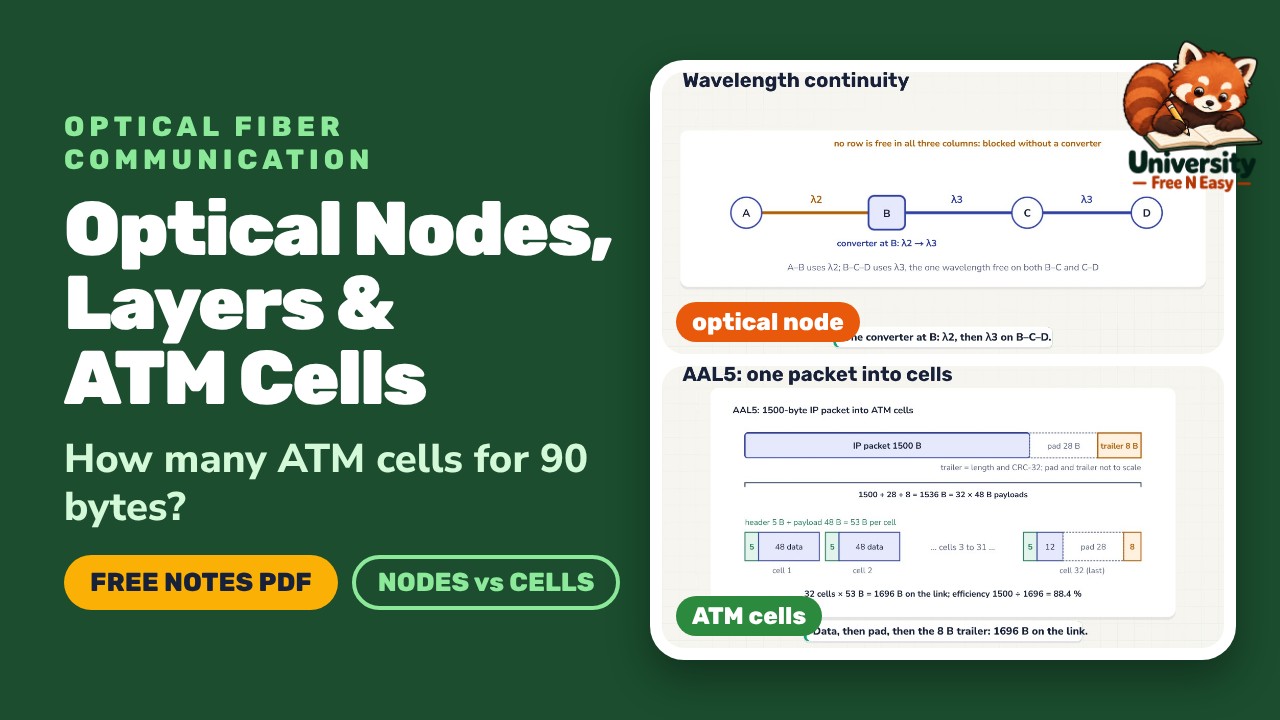 OPTICAL FIBER
COMMUNICATION
Optical Nodes,
Layers &
ATM Cells
How many ATM cells for 90
bytes?
FREE NOTES PDF
NODES vs CELLS
Wavelength continuity
no row is free in all three columns: blocked without a converter
A
λ2
B
λ3
C
λ3
D
converter at B: λ2 → λ3
A–B uses λ2; B–C–D uses λ3, the one wavelength free on both B–C and C–D
optical node
converter at B: λ2, then λ3 on B–C–D.
AAL5: one packet into cells
AAL5: 1500-byte IP packet into ATM cells
IP packet 1500 B
pad 28 B
trailer 8 B
trailer = length and CRC-32; pad and trailer not to scale
1500 + 28 + 8 = 1536 B = 32 × 48 B payloads
header 5 B + payload 48 B = 53 B per cell
5
48 data
5
48 data
... cells 3 to 31 ...
5
12
pad 28
8
cell 1
cell 2
cell 32 (last)
32 cells × 53 B = 1696 B on the link; efficiency 1500 ÷ 1696 = 88.4 %
ATM cells
Data, then pad, then the 8 B trailer: 1696 B on the link.
University
Free N Easy